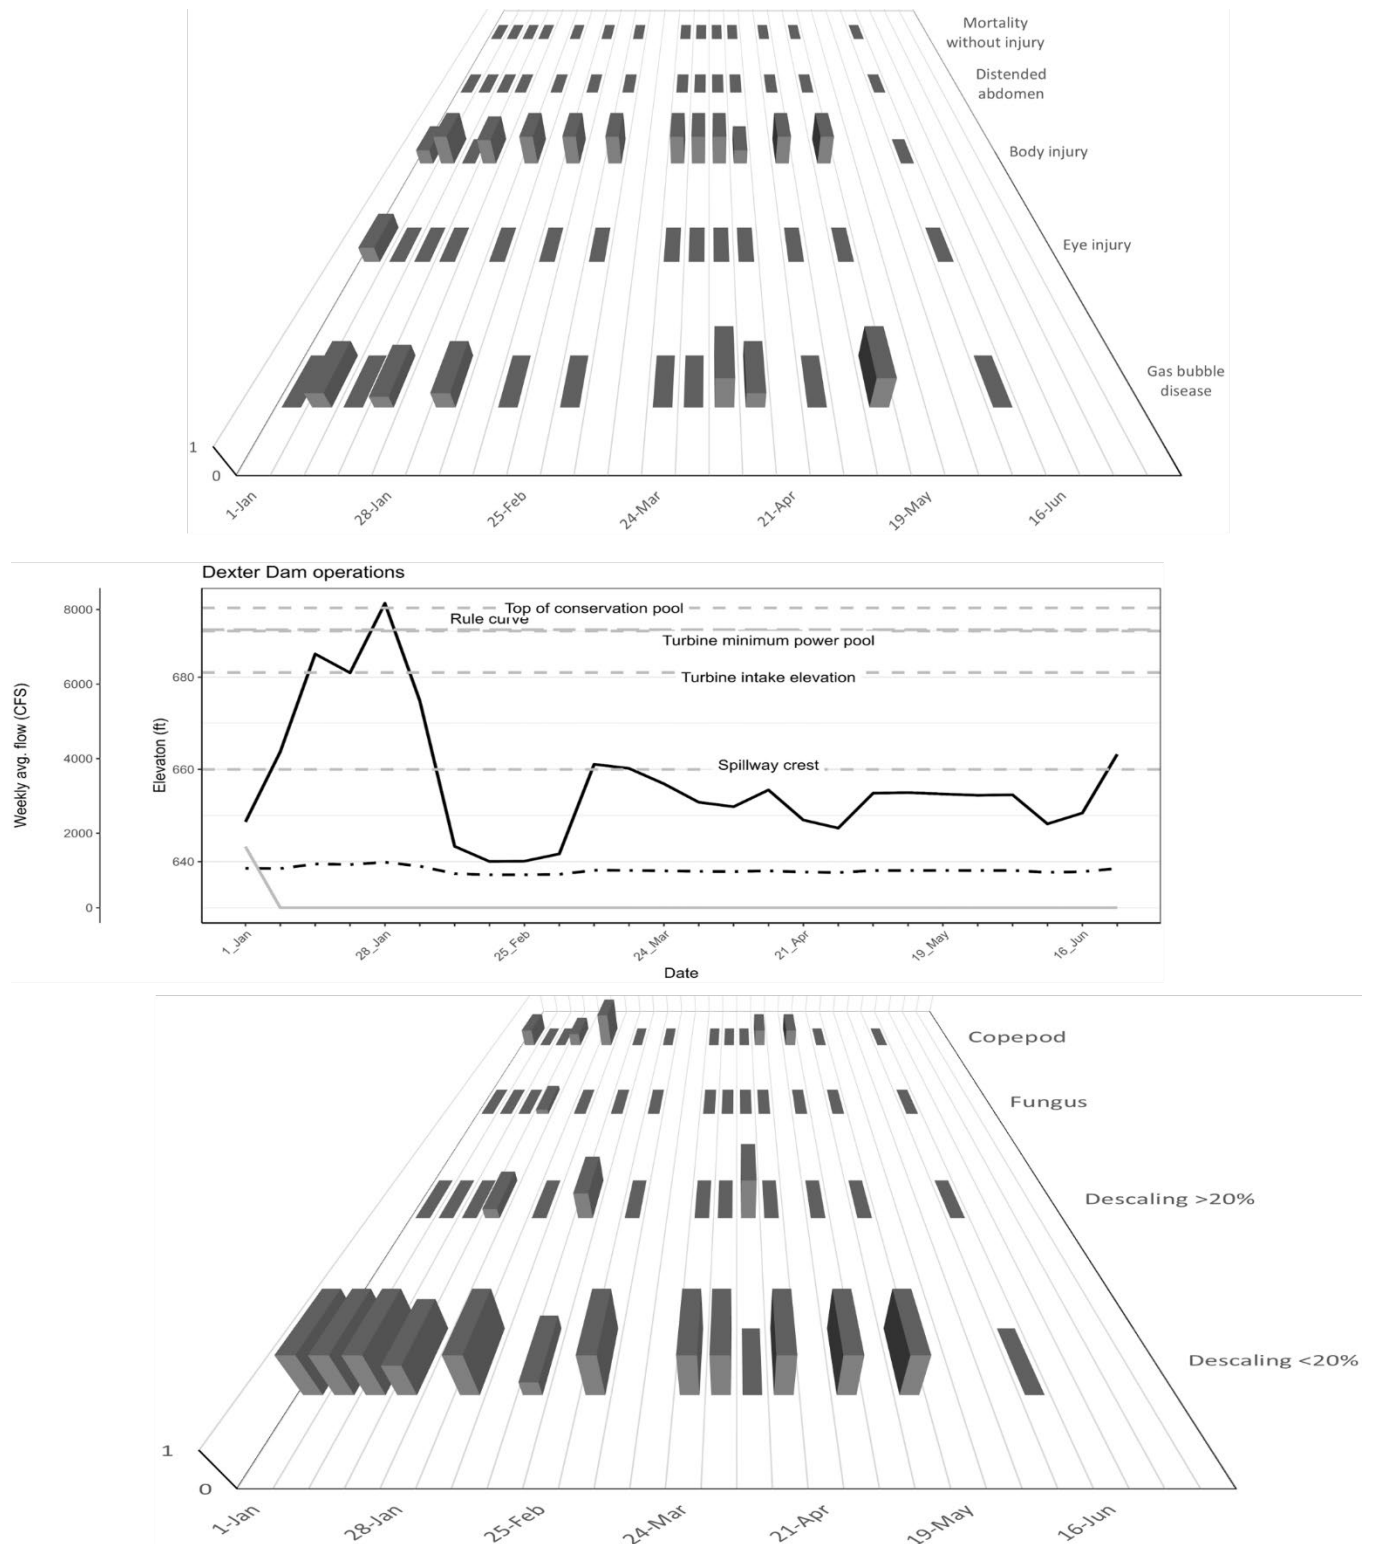 Mortality
without injury
Distended
abdomen
Body injury
Eye injury
Gas bubble
disease
1
0
1-Jan
28-Jan
25-Feb
24-Mar
21-Apr
19-May
16-Jun
Dexter Dam operations
Weekly avg. flow (CFS)
8000
6000
4000
2000
0
Elevaton (ft)
680
660
640
Top of conservation pool
Rule curve
Turbine minimum power pool
Turbine intake elevation
Spillway crest
1_Jan
28_Jan
25_Feb
24_Mar
21_Apr
19_May
16_Jun
Date
Copepod
Fungus
Descaling >20%
Descaling <20%
1
0
1-Jan
28-Jan
25-Feb
24-Mar
21-Apr
19-May
16-Jun